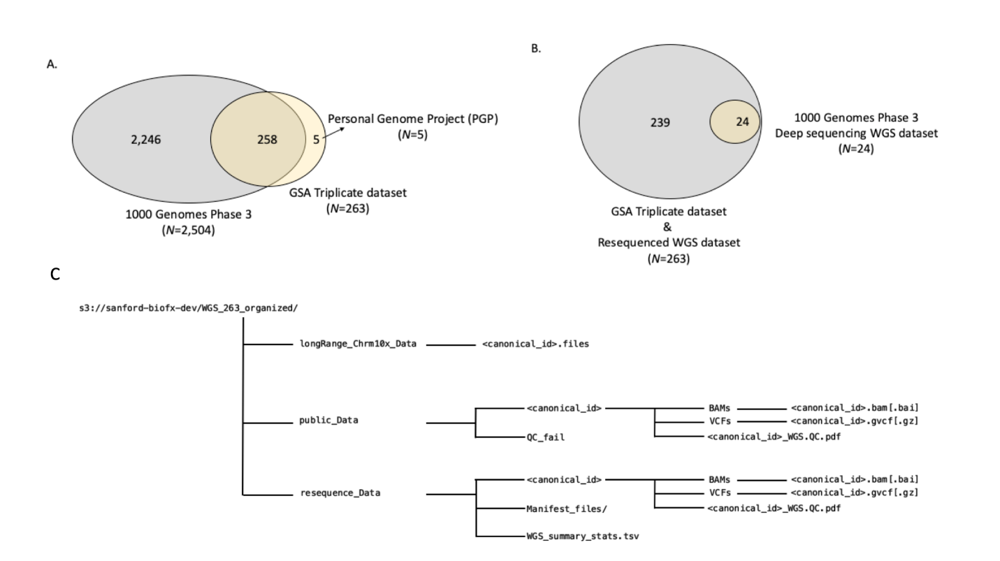 A.
2,246
258
5
Personal Genome Project (PGP)
(N=5)
GSA Triplicate dataset
(N=263)
1000 Genomes Phase 3
(N=2,504)
B.
239
24
1000 Genomes Phase 3
Deep sequencing WGS dataset
(N=24)
GSA Triplicate dataset
&
Resequenced WGS dataset
(N=263)
C
s3://sanford-biofx-dev/WGS_263_organized/
longRange_Chrm10x_Data
<canonical_id>.files
public_Data
<canonical_id>
BAMs
<canonical_id>.bam[.bai]
VCFs
<canonical_id>.gvcf[.gz]
<canonical_id>_WGS.QC.pdf
QC_fail
resequence_Data
<canonical_id>
BAMs
<canonical_id>.bam[.bai]
VCFs
<canonical_id>.gvcf[.gz]
<canonical_id>_WGS.QC.pdf
Manifest_files/
WGS_summary_stats.tsv